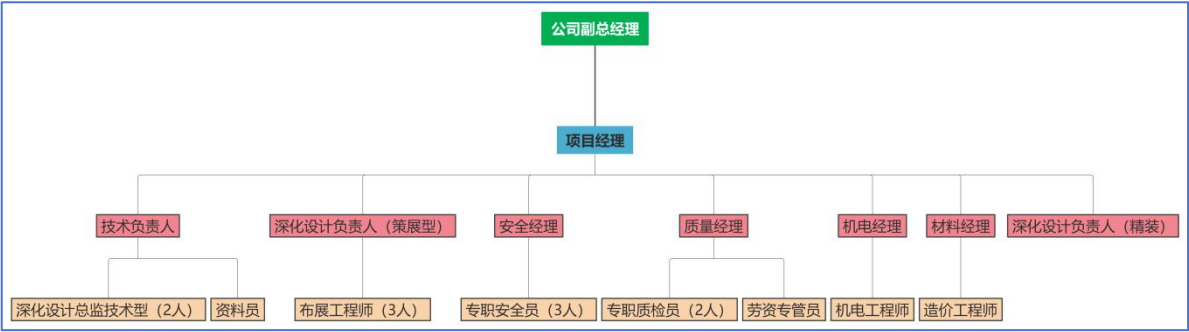 公司副总经理
项目经理
技术负责人
深化设计负责人（策展型）
安全经理
质量经理
机电经理
材料经理
深化设计负责人（精装）
深化设计总监技术型（2人）
资料员
布展工程师（3人）
专职安全员（3人）
专职质检员（2人）
劳资专管员
机电工程师
造价工程师